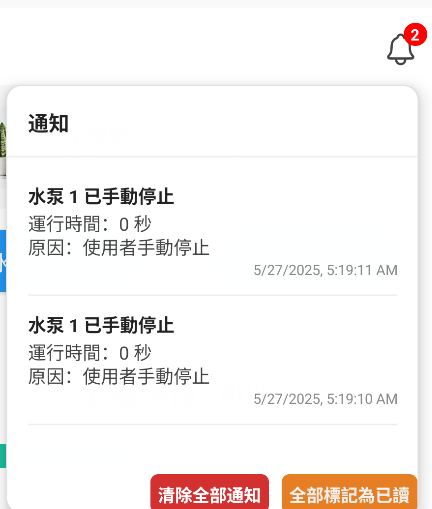 2
通知
水泵 1 已手動停止
運行時間：0 秒
原因：使用者手動停止
5/27/2025, 5:19:11 AM
水泵 1 已手動停止
運行時間：0 秒
原因：使用者手動停止
5/27/2025, 5:19:10 AM
清除全部通知 全部標記為已讀